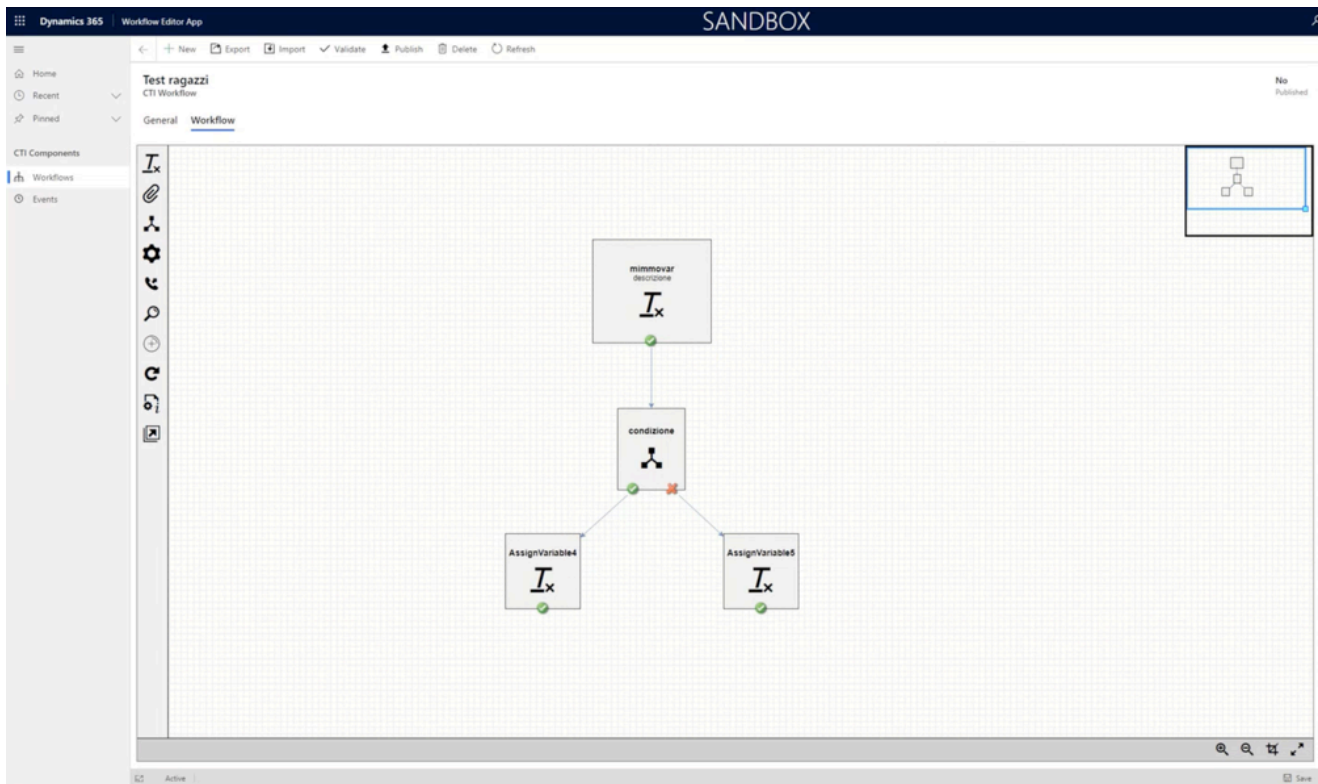 Dynamics 365 Workflow Editor App SANDBOX
New Export Import Validate Publish Delete Refresh
Home
Recent
Pinned
CTI Components
Workflows
Events
Test ragazzi
CTI Workflow
No
Published
General Workflow
mimmovar
descrizione
condizione
AssignVariable4
AssignVariable5
Active
Save